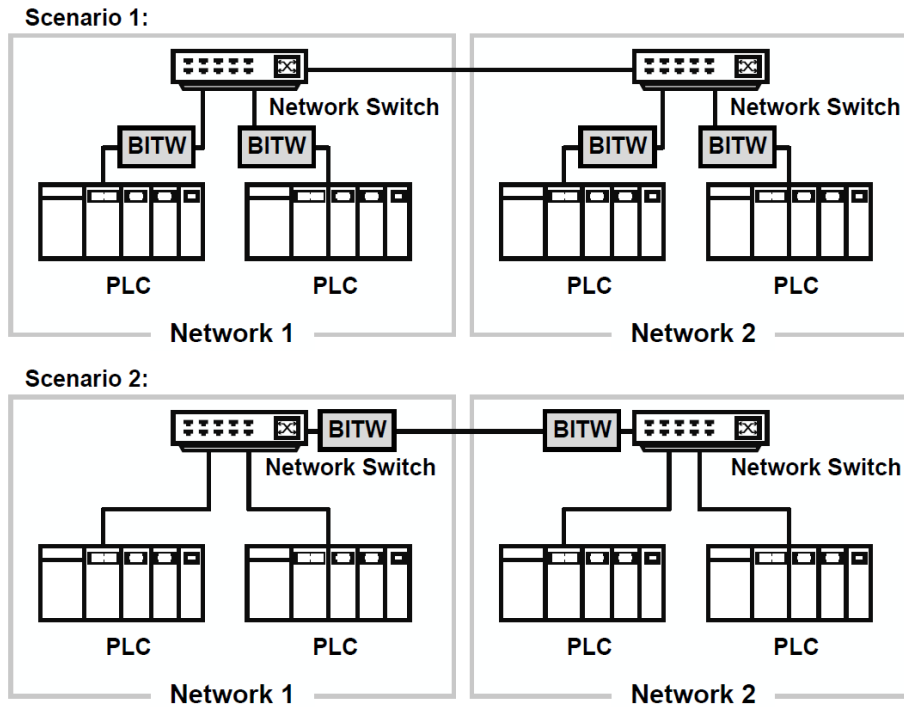 Scenario 1:
Network Switch Network Switch
BITW BITW BITW BITW
PLC PLC PLC PLC
Network 1 Network 2
Scenario 2:
BITW BITW
Network Switch Network Switch
PLC PLC PLC PLC
Network 1 Network 2